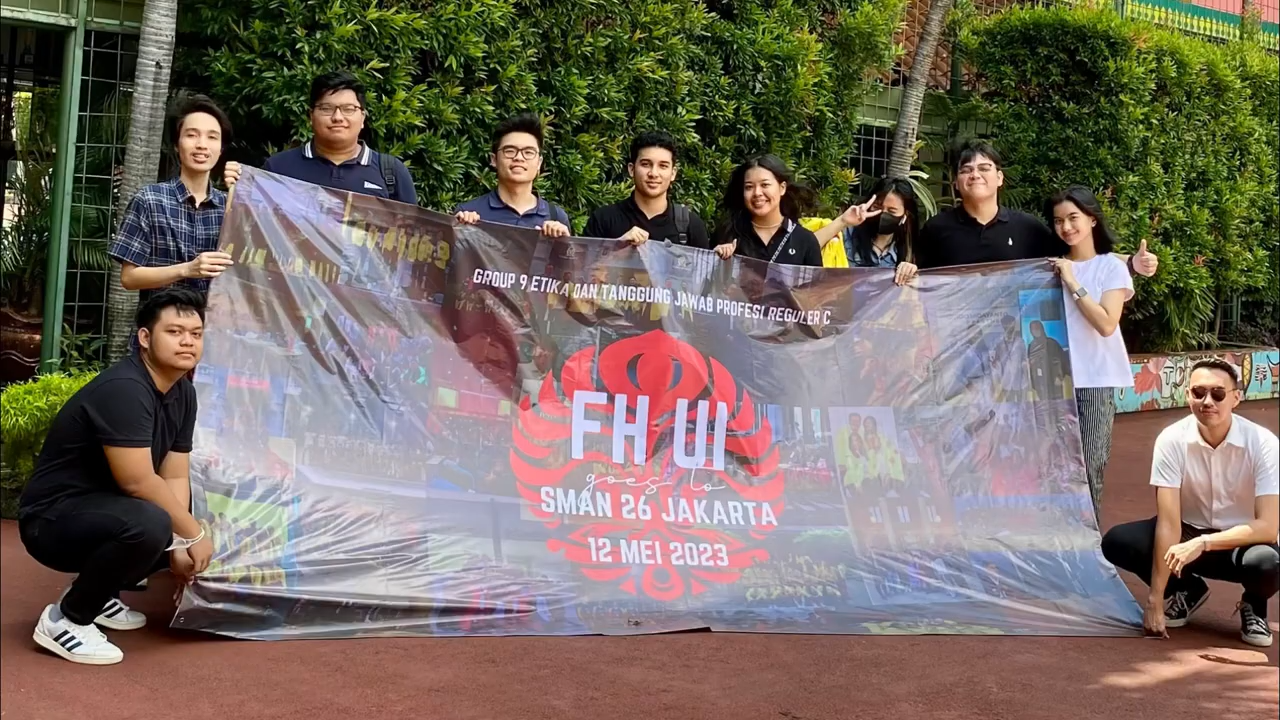 GROUP 9 ETIKA DAN TANGGUNG JAWAB PROFESI REGULER C
FH UI
goes to
SMAN 26 JAKARTA
12 MEI 2023